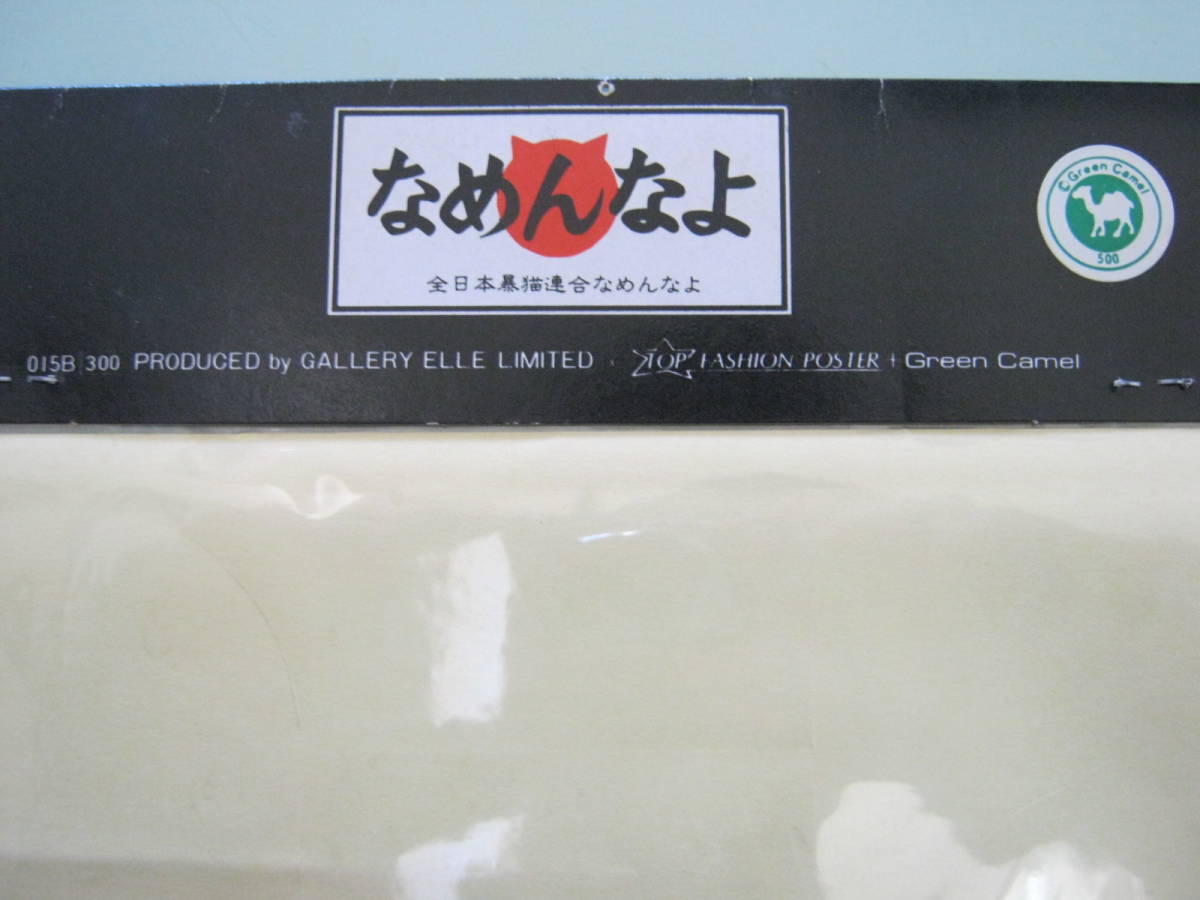 なめんなよ
全日本暴猫連合なめんなよ
C Green Camel
500
015B 300 PRODUCED by GALLERY ELLE LIMITED . TOP FASHION POSTER + Green Camel